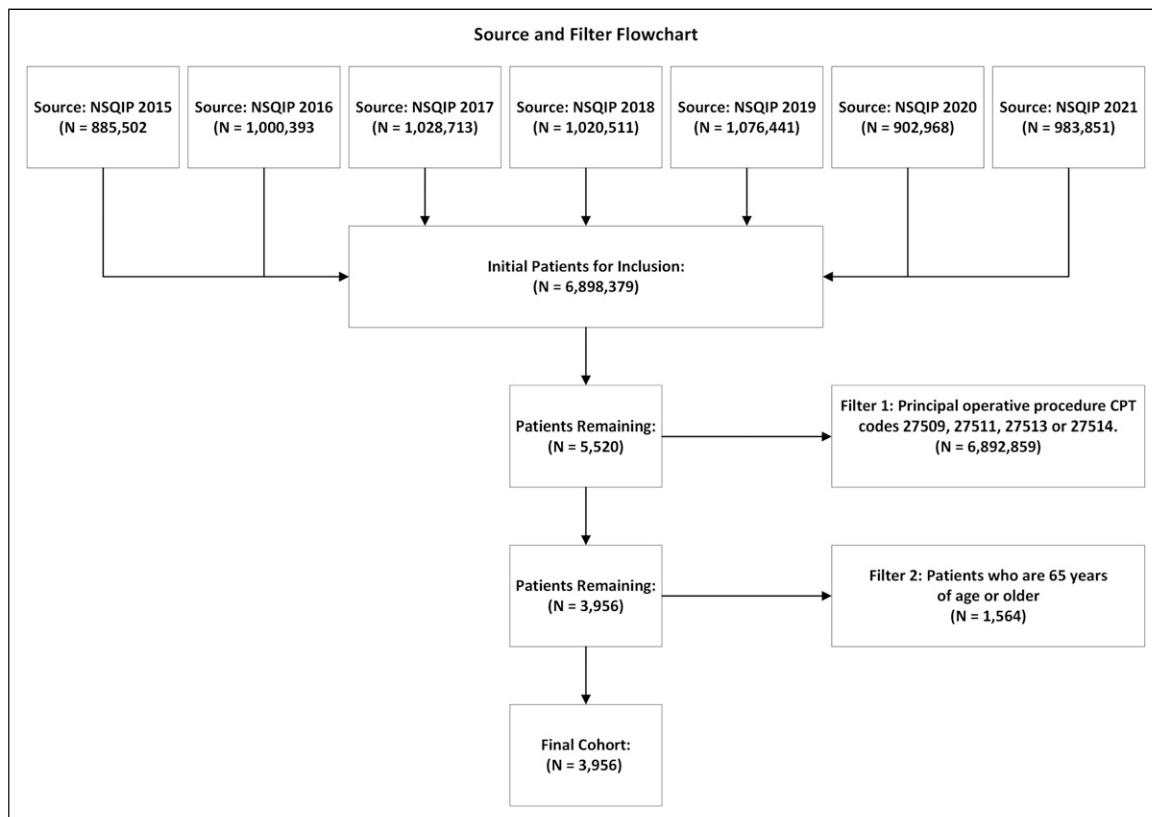 Source and Filter Flowchart
Source: NSQIP 2015
(N = 885,502
Source: NSQIP 2016
(N = 1,000,393
Source: NSQIP 2017
(N = 1,028,713)
Source: NSQIP 2018
(N = 1,020,511)
Source: NSQIP 2019
(N = 1,076,441)
Source: NSQIP 2020
(N = 902,968)
Source: NSQIP 2021
(N = 983,851)
Initial Patients for Inclusion:
(N = 6,898,379)
Patients Remaining:
(N = 5,520)
Filter 1: Principal operative procedure CPT
codes 27509, 27511, 27513 or 27514.
(N = 6,892,859)
Patients Remaining:
(N = 3,956)
Filter 2: Patients who are 65 years
of age or older
(N = 1,564)
Final Cohort:
(N = 3,956)